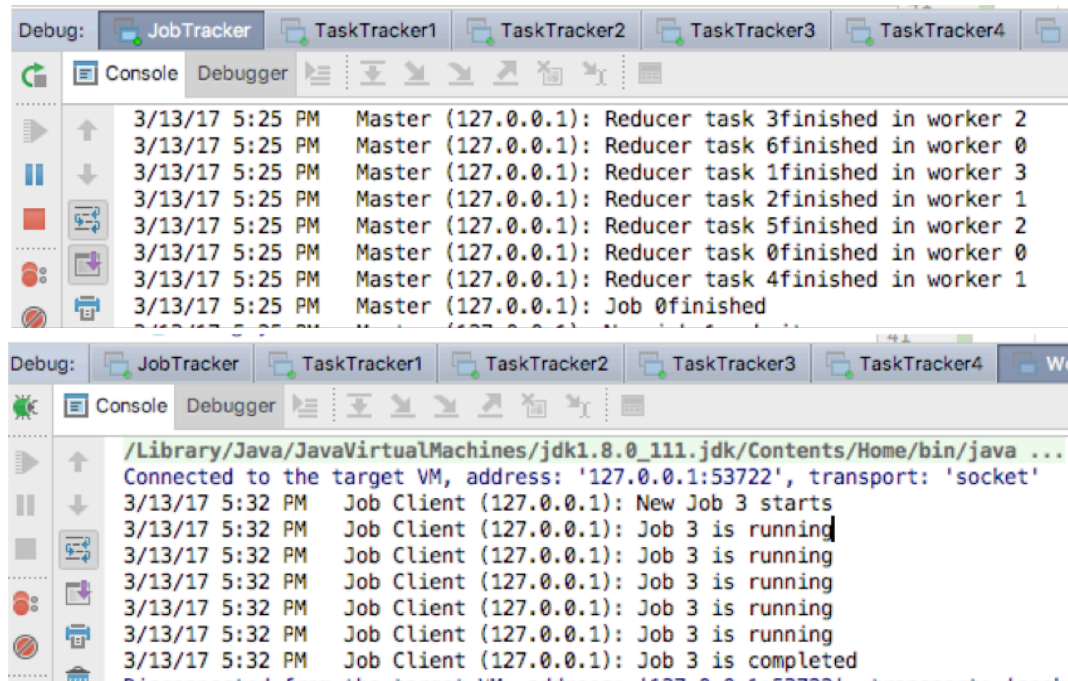 Debug: JobTracker TaskTracker1 TaskTracker2 TaskTracker3 TaskTracker4
Console Debugger
3/13/17 5:25 PM Master (127.0.0.1): Reducer task 3finished in worker 2
3/13/17 5:25 PM Master (127.0.0.1): Reducer task 6finished in worker 0
3/13/17 5:25 PM Master (127.0.0.1): Reducer task 1finished in worker 3
3/13/17 5:25 PM Master (127.0.0.1): Reducer task 2finished in worker 1
3/13/17 5:25 PM Master (127.0.0.1): Reducer task 5finished in worker 2
3/13/17 5:25 PM Master (127.0.0.1): Reducer task 0finished in worker 0
3/13/17 5:25 PM Master (127.0.0.1): Reducer task 4finished in worker 1
3/13/17 5:25 PM Master (127.0.0.1): Job 0finished
41
Debug: JobTracker TaskTracker1 TaskTracker2 TaskTracker3 TaskTracker4
Console Debugger
/Library/Java/JavaVirtualMachines/jdk1.8.0_111.jdk/Contents/Home/bin/java ...
Connected to the target VM, address: '127.0.0.1:53722', transport: 'socket'
3/13/17 5:32 PM Job Client (127.0.0.1): New Job 3 starts
3/13/17 5:32 PM Job Client (127.0.0.1): Job 3 is running
3/13/17 5:32 PM Job Client (127.0.0.1): Job 3 is running
3/13/17 5:32 PM Job Client (127.0.0.1): Job 3 is running
3/13/17 5:32 PM Job Client (127.0.0.1): Job 3 is running
3/13/17 5:32 PM Job Client (127.0.0.1): Job 3 is running
3/13/17 5:32 PM Job Client (127.0.0.1): Job 3 is completed